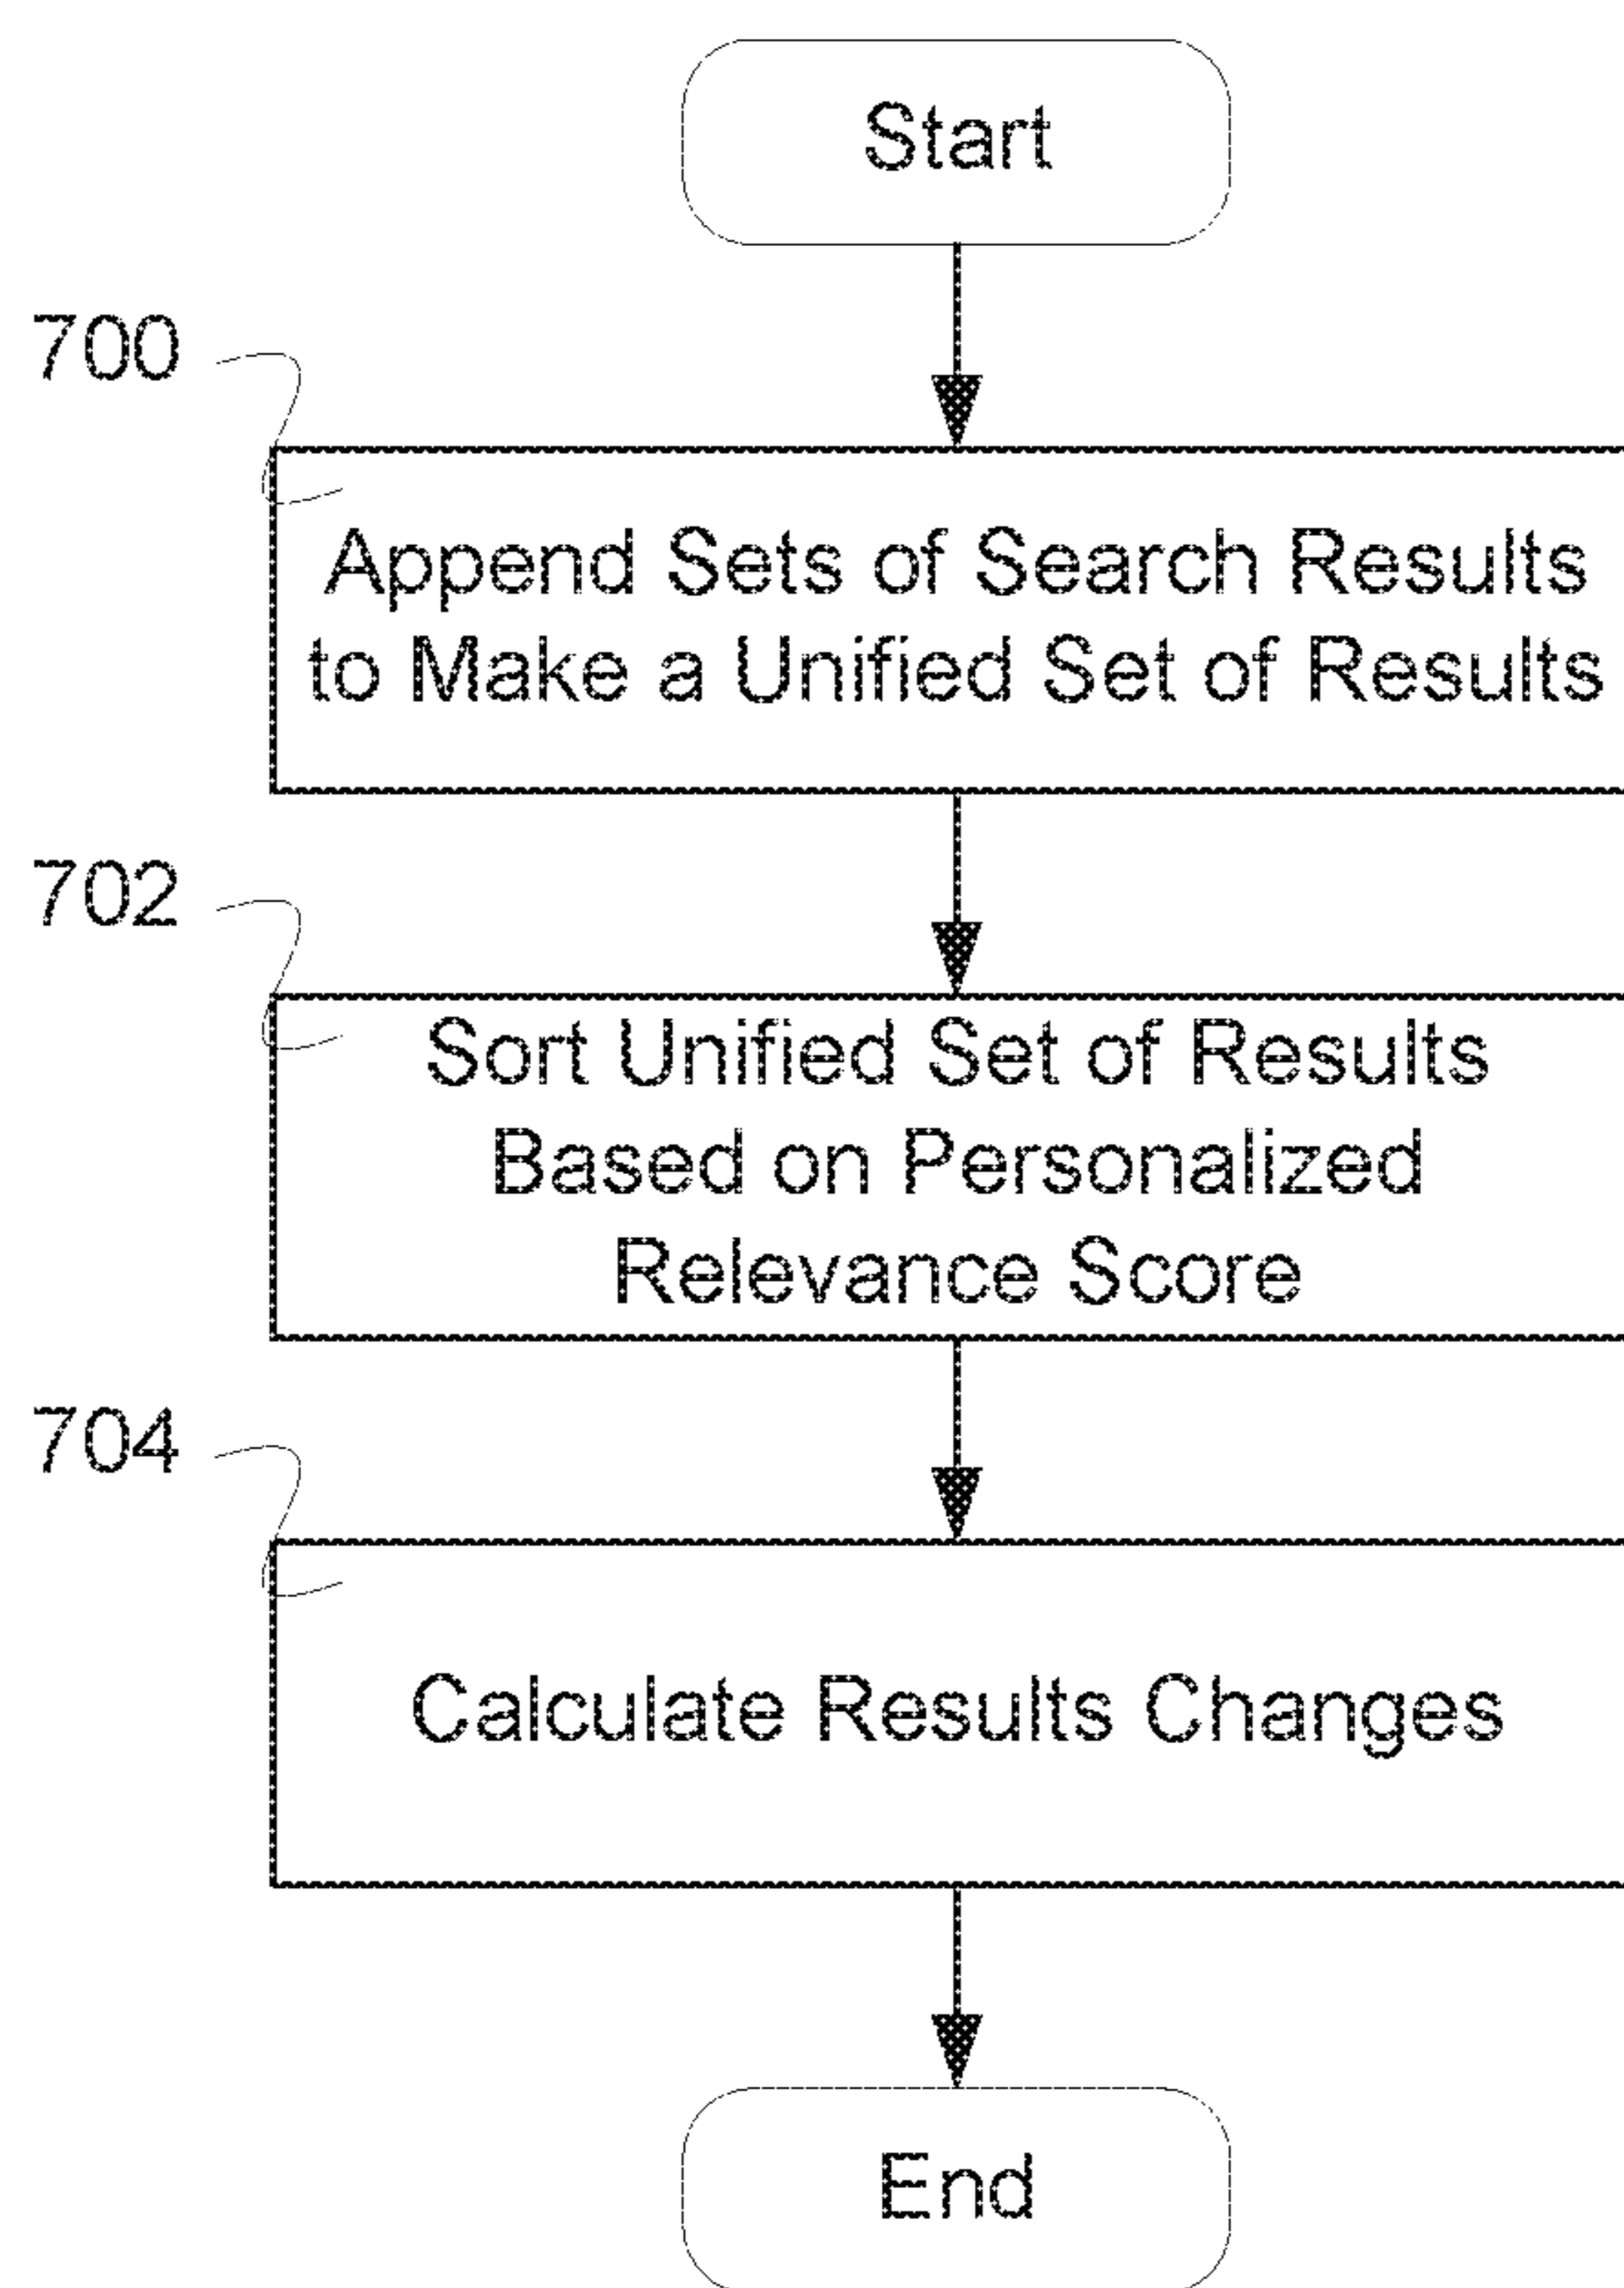 Start
700
Append Sets of Search Results
to Make a Unified Set of Results
702
Sort Unified Set of Results
Based on Personalized
Relevance Score
704
Calculate Results Changes
End